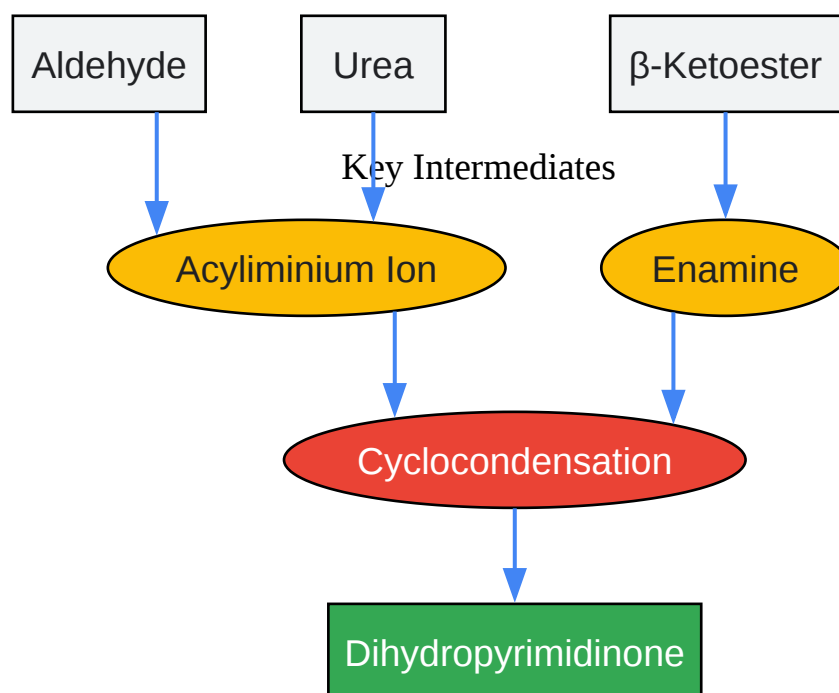 Aldehyde
Urea
β-Ketoester
Key Intermediates
Acyliminium Ion
Enamine
Cyclocondensation
Dihydropyrimidinone